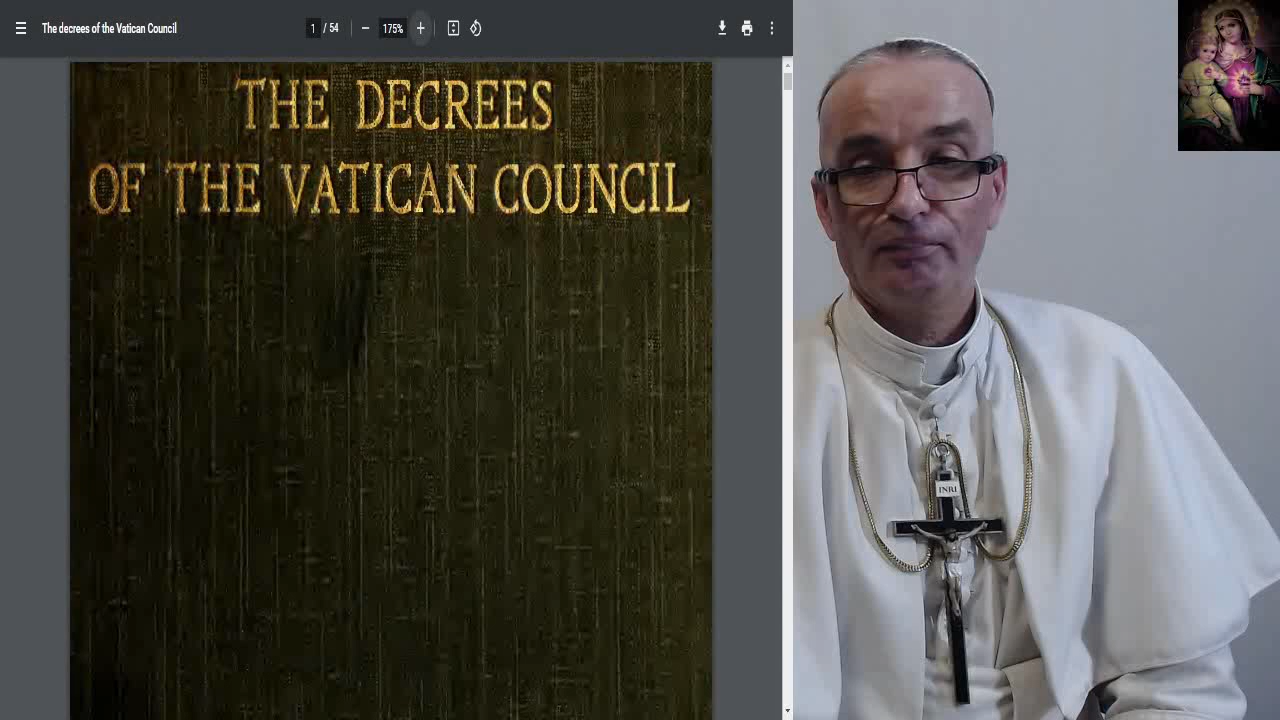 The decrees of the Vatican Council
1 / 54
175%
THE DECREES
OF THE VATICAN COUNCIL
INRI